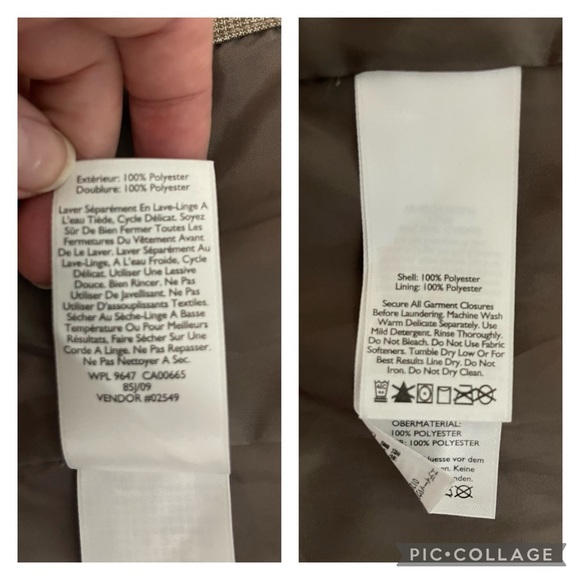 Extérieur: 100% Polyester
Doublure: 100% Polyester
Laver Séparément En Lave-Linge A
L'eau Tiède, Cycle Délicat. Soyez
Sûr De Bien Fermer Toutes Les
Fermetures Du Vêtement Avant
De Le Laver. Laver Séparément Au
Lave-Linge, A L'eau Froide, Cycle
Délicat. Utiliser Une Lessive
Douce. Bien Rincer. Ne Pas
Utiliser De Javellisant. Ne Pas
Utiliser D'assouplissants Textiles.
Sécher Au Sèche-Linge A Basse
Température Ou Pour Meilleurs
Résultats, Faire Sécher Sur Une
Corde A Linge. Ne Pas Repasser.
Ne Pas Nettoyer A Sec.
WPL 9647 CA00665
85J/09
VENDOR #02549
Shell: 100% Polyester
Lining: 100% Polyester
Secure All Garment Closures
Before Laundering. Machine Wash
Warm Delicate Separately. Use
Mild Detergent. Rinse Thoroughly.
Do Not Bleach. Do Not Use Fabric
Softeners. Tumble Dry Low Or For
Best Results Line Dry. Do Not
Iron. Do Not Dry Clean.
OBERMATERIAL:
100% POLYESTER
100% POLYESTER
vor dem
en. Keine
PIC•COLLAGE